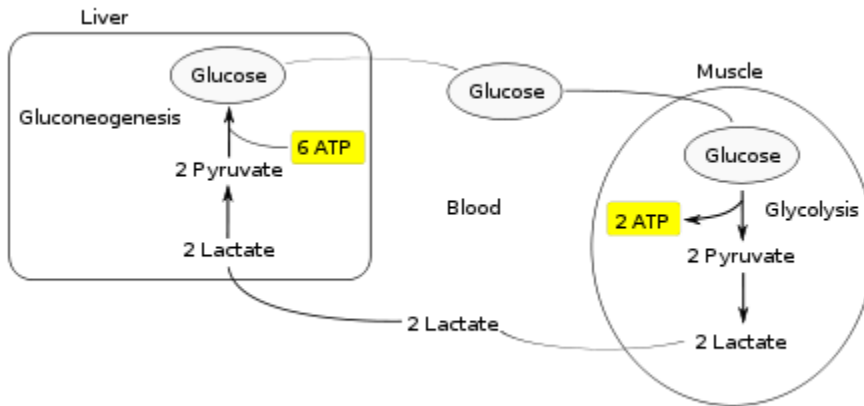 Liver
Glucose
Gluconeogenesis
6 ATP
2 Pyruvate
2 Lactate
Glucose
Blood
2 Lactate
Muscle
Glucose
2 ATP
Glycolysis
2 Pyruvate
2 Lactate